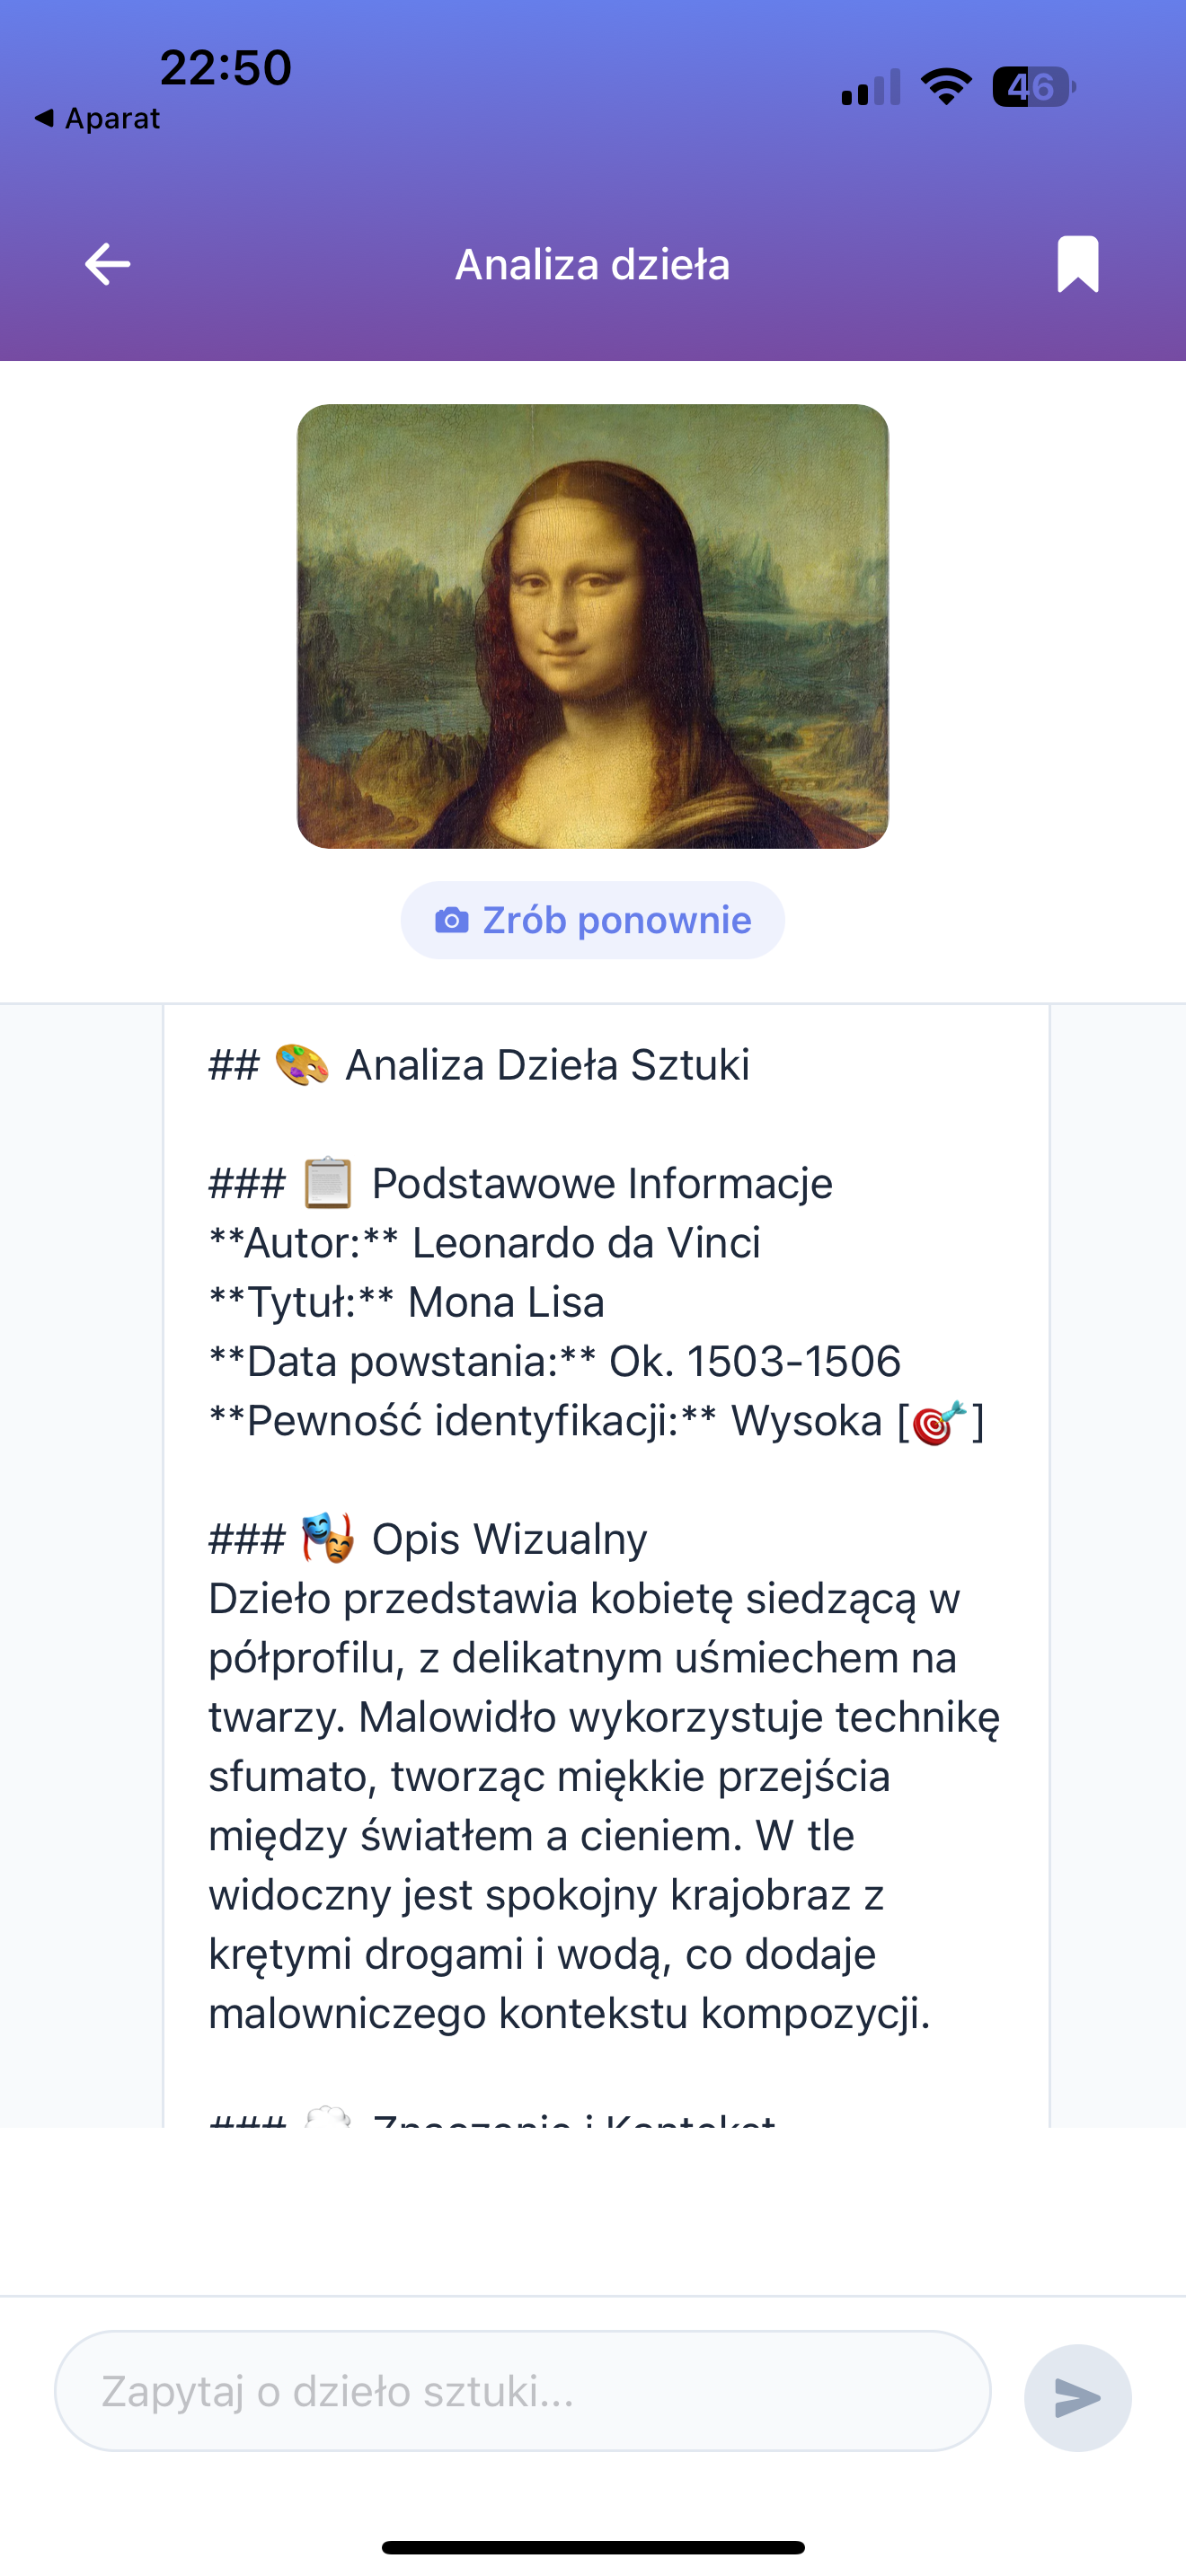 22:50
46
◀ Aparat
Analiza dzieła
Zrób ponownie
## 🎨 Analiza Dzieła Sztuki
### 📋 Podstawowe Informacje
**Autor:** Leonardo da Vinci
**Tytuł:** Mona Lisa
**Data powstania:** Ok. 1503-1506
**Pewność identyfikacji:** Wysoka [🎯]
### 🎭 Opis Wizualny
Dzieło przedstawia kobietę siedzącą w
półprofilu, z delikatnym uśmiechem na
twarzy. Malowidło wykorzystuje technikę
sfumato, tworząc miękkie przejścia
między światłem a cieniem. W tle
widoczny jest spokojny krajobraz z
krętymi drogami i wodą, co dodaje
malowniczego kontekstu kompozycji.
### 💭 Znaczenie i Kontekst
Zapytaj o dzieło sztuki...